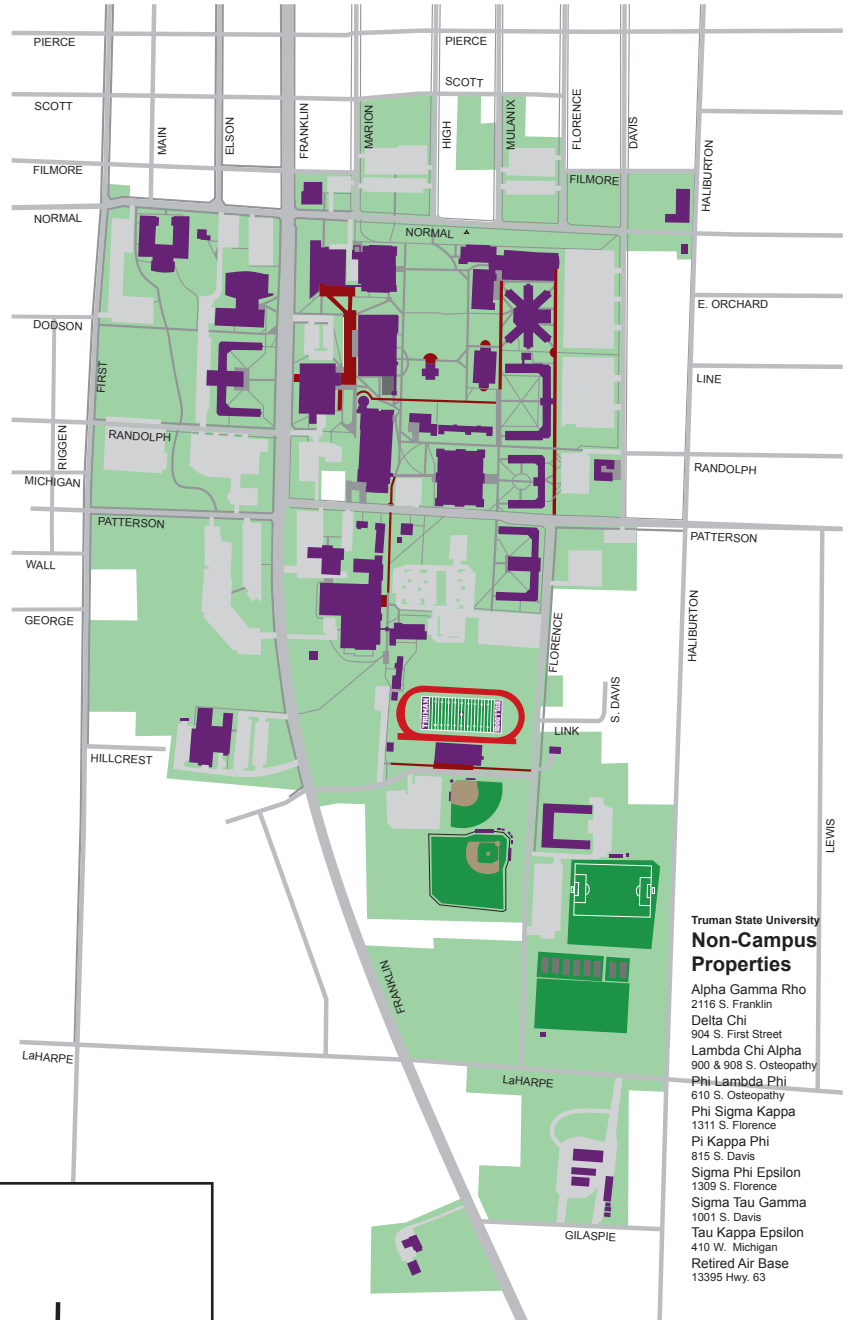 PIERCE
PIERCE
SCOTT
SCOTT
MAIN
ELSON
FRANKLIN
MARION
HIGH
MULANIX
FLORENCE
DAVIS
HALIBURTON
FILMORE
FILMORE
NORMAL
NORMAL
E. ORCHARD
DODSON
FIRST
LINE
RIGGEN
RANDOLPH
RANDOLPH
MICHIGAN
PATTERSON
PATTERSON
WALL
GEORGE
FLORENCE
HALIBURTON
S. DAVIS
TRUMAN
BULLDOGS
LINK
HILLCREST
LEWIS
FRANKLIN
LaHARPE
LaHARPE
GILASPIE
Truman State University
Non-Campus
Properties
Alpha Gamma Rho
2116 S. Franklin
Delta Chi
904 S. First Street
Lambda Chi Alpha
900 & 908 S. Osteopathy
Phi Lambda Phi
610 S. Osteopathy
Phi Sigma Kappa
1311 S. Florence
Pi Kappa Phi
815 S. Davis
Sigma Phi Epsilon
1309 S. Florence
Sigma Tau Gamma
1001 S. Davis
Tau Kappa Epsilon
410 W. Michigan
Retired Air Base
13395 Hwy. 63